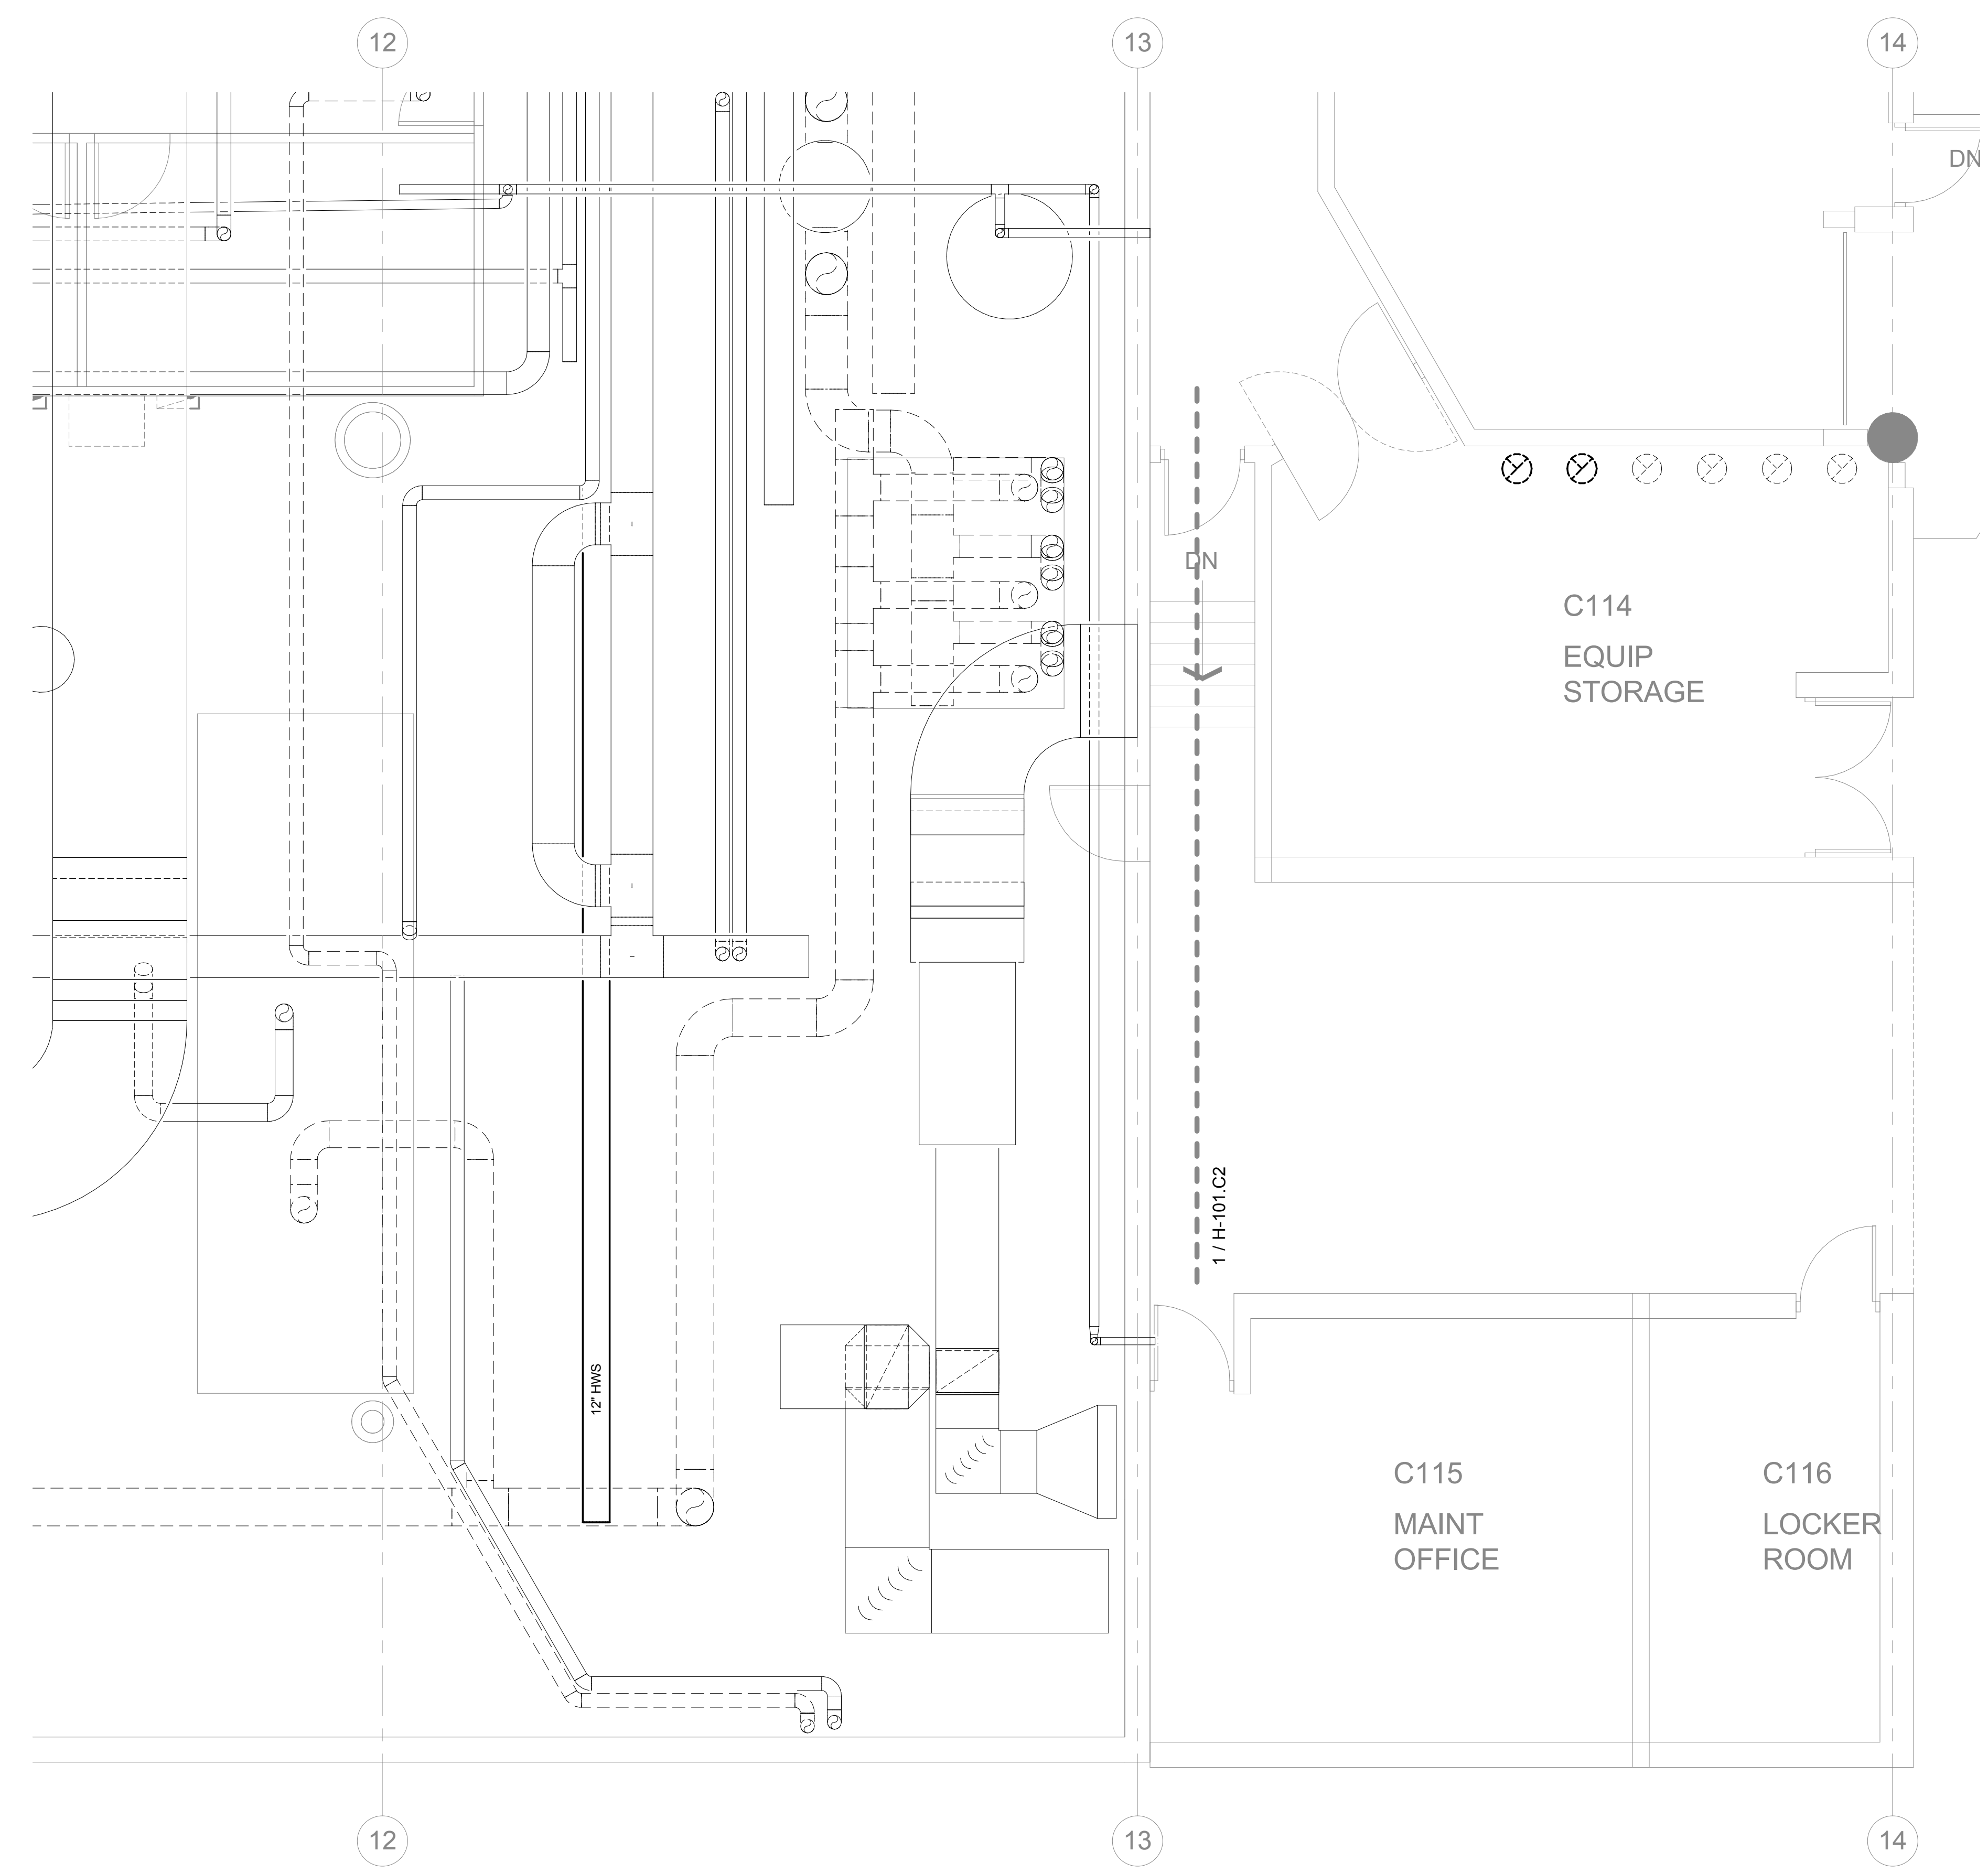 12
13
14
DN
DN
C114
EQUIP
STORAGE
1 / H-101.C2
12" HWS
C115
MAINT
OFFICE
C116
LOCKER
ROOM
12
13
14